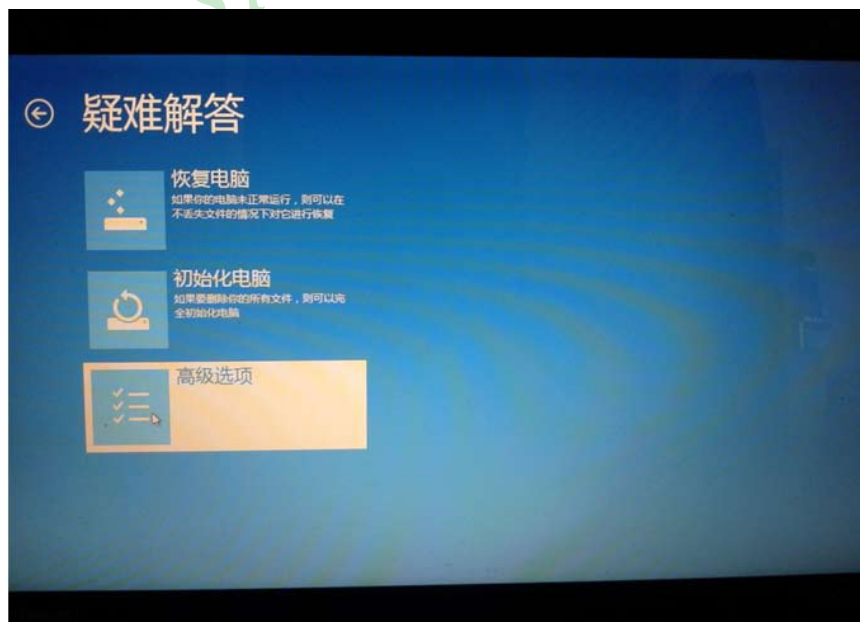 疑难解答
恢复电脑
如果你的电脑未正常运行，则可以在
不丢失文件的情况下对它进行恢复
初始化电脑
如果要删除你的所有文件，则可以完
全初始化电脑
高级选项